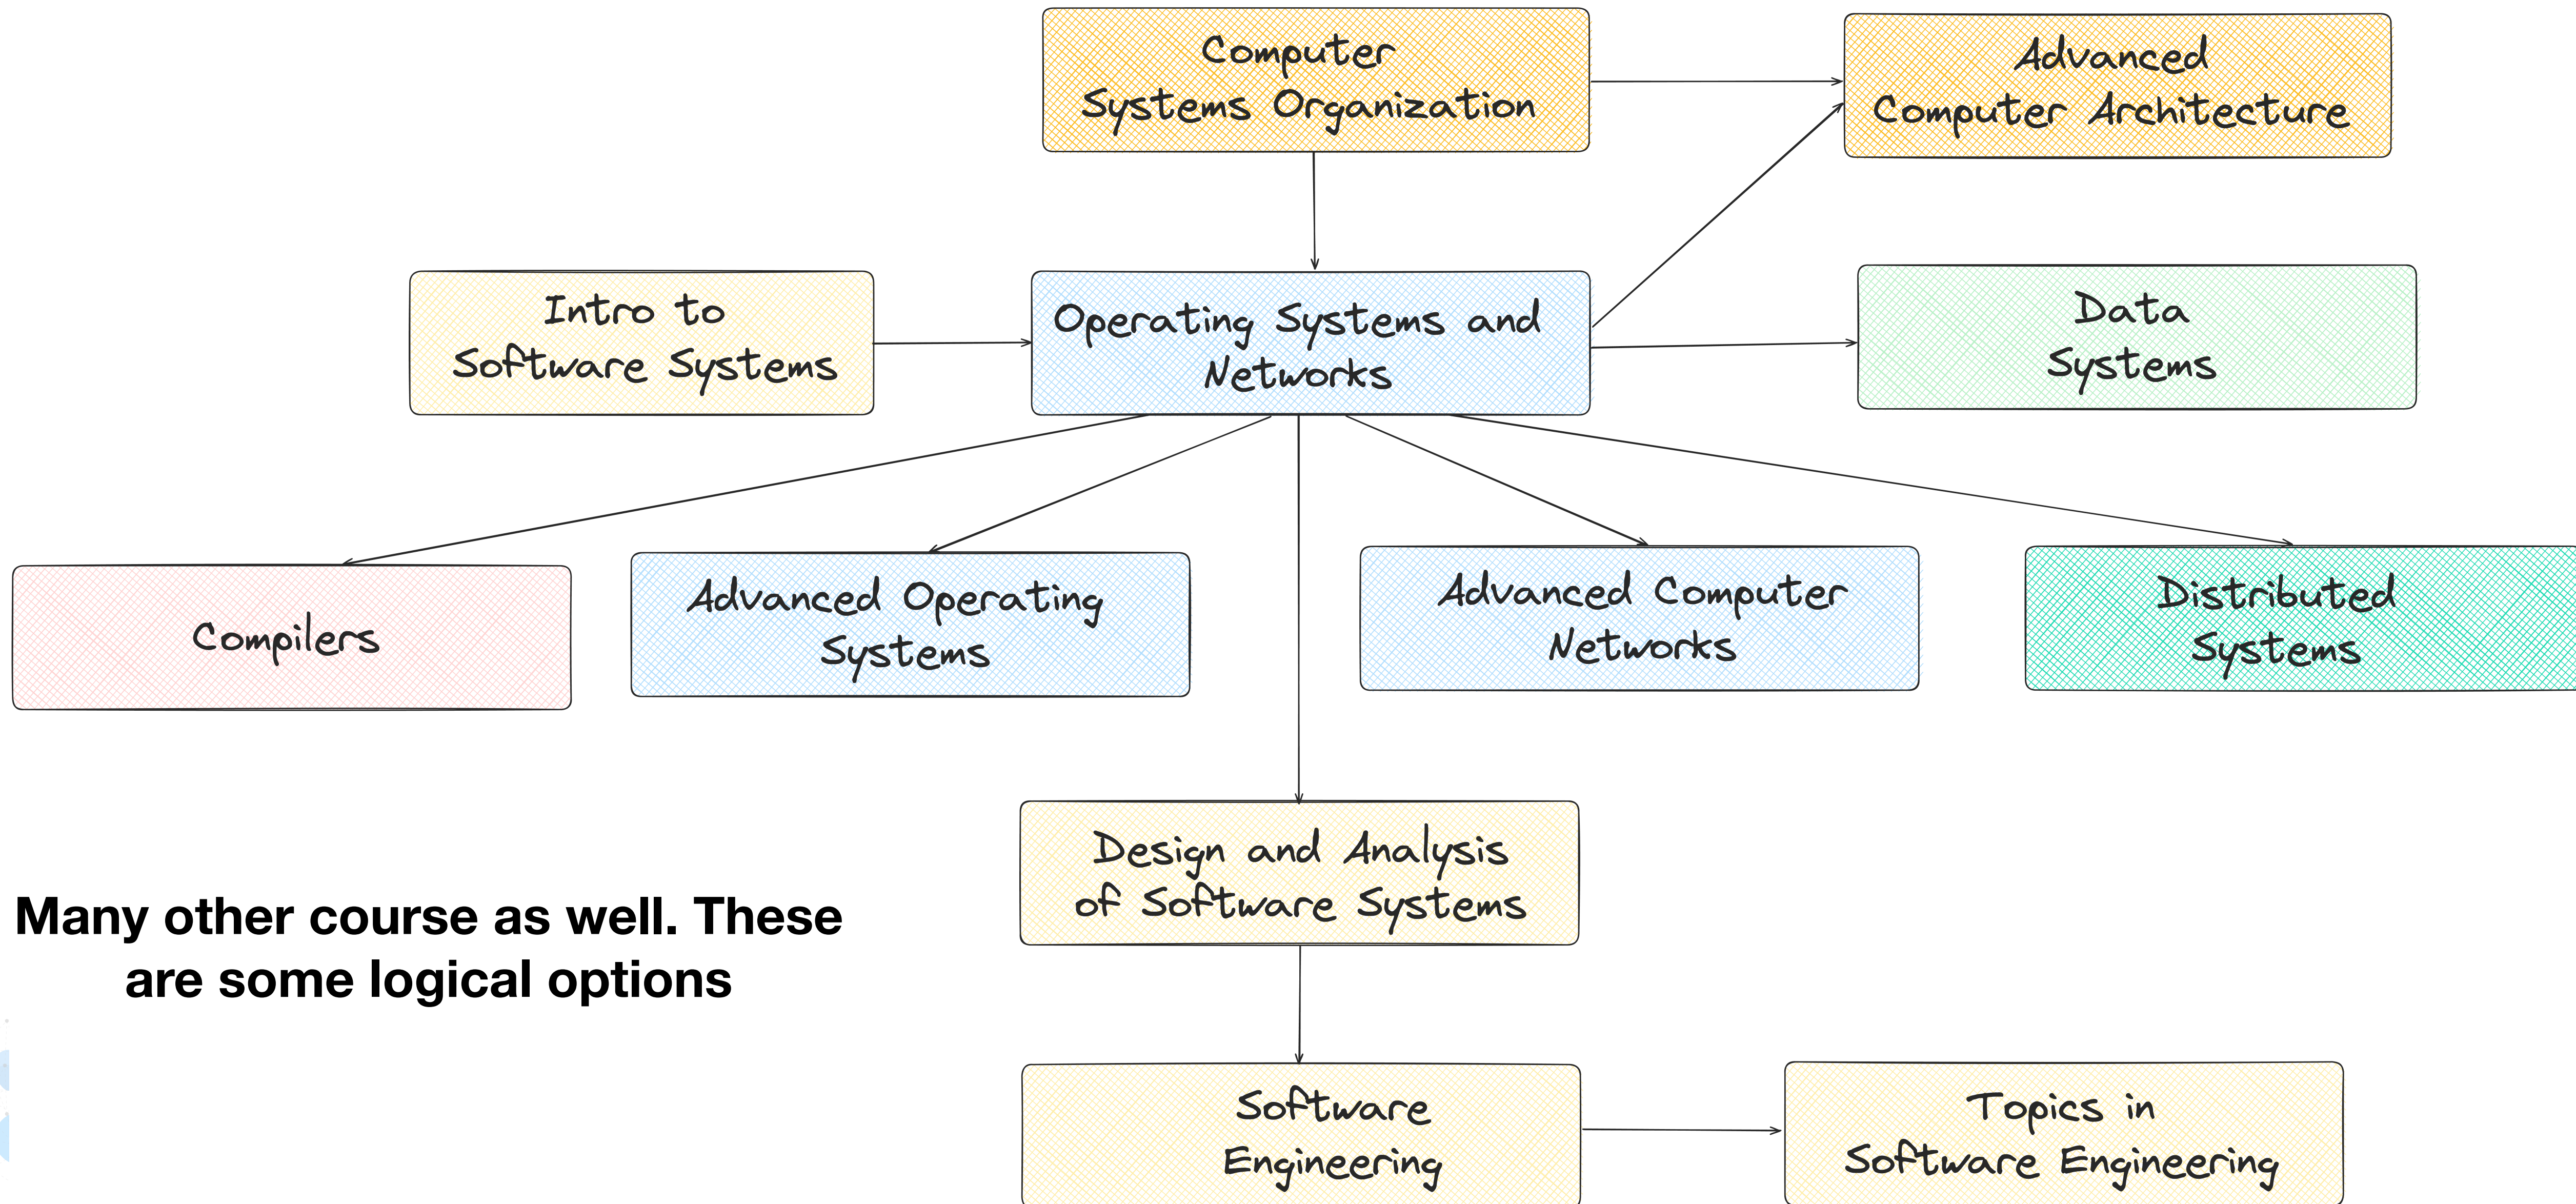 Computer
Systems Organization
Advanced
Computer Architecture
Intro to
Software Systems
Operating Systems and
Networks
Data
Systems
Compilers
Advanced Operating
Systems
Advanced Computer
Networks
Distributed
Systems
Design and Analysis
of Software Systems
Many other course as well. These
are some logical options
Software
Engineering
Topics in
Software Engineering